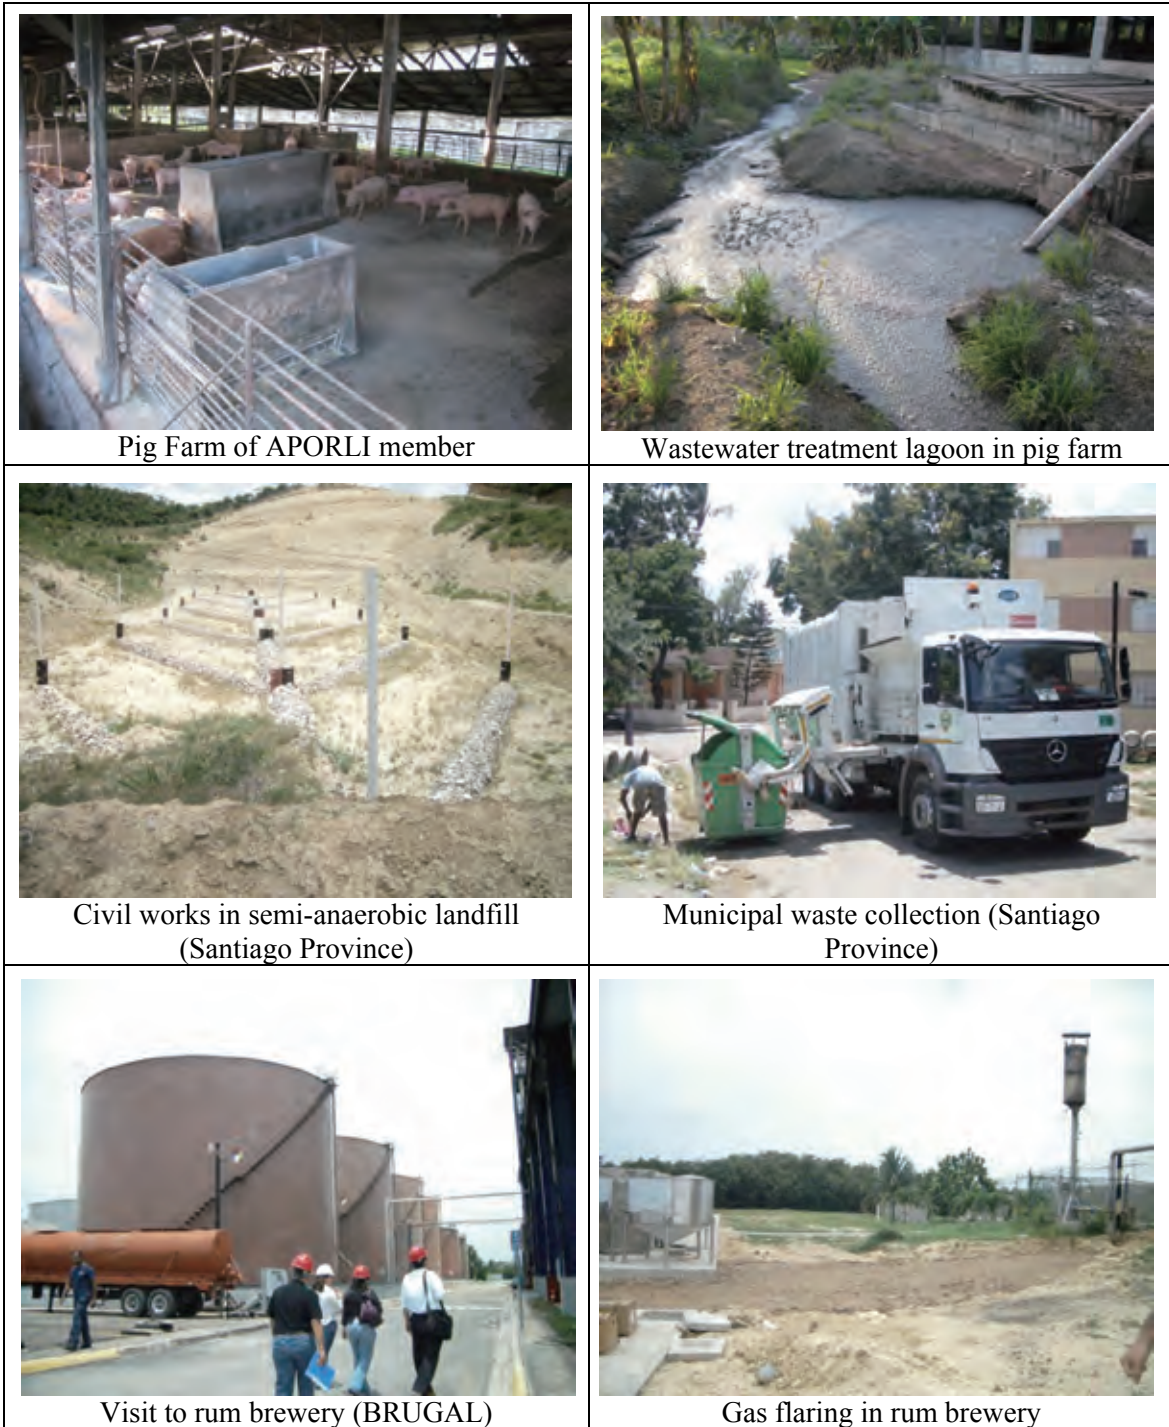 Pig Farm of APORLI member
Wastewater treatment lagoon in pig farm
Civil works in semi-anaerobic landfill
(Santiago Province)
Municipal waste collection (Santiago
Province)
Visit to rum brewery (BRUGAL)
Gas flaring in rum brewery